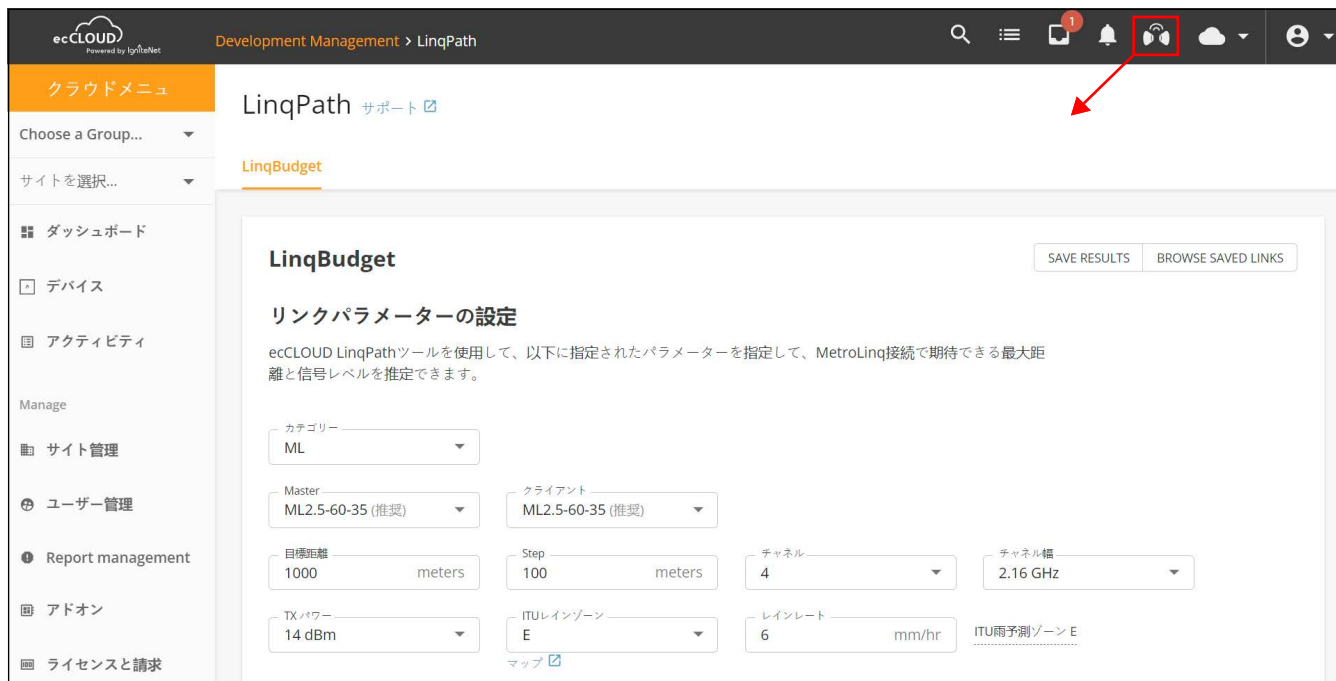 ecCLOUD
Powered by IgniteNet
Development Management > LinqPath
1
クラウドメニュ
Choose a Group...
サイトを選択...
ダッシュボード
デバイス
アクティビティ
Manage
サイト管理
ユーザー管理
Report management
アドオン
ライセンスと請求
LinqPath サポート
LinqBudget
LinqBudget
SAVE RESULTS BROWSE SAVED LINKS
リンクパラメーターの設定
ecCLOUD LinqPathツールを使用して、以下に指定されたパラメーターを指定して、MetroLinq接続で期待できる最大距
離と信号レベルを推定できます。
カテゴリー
ML
Master クライアント
ML2.5-60-35 (推奨) ML2.5-60-35 (推奨)
目標距離 Step チャネル チャネル幅
1000 meters 100 meters 4 2.16 GHz
TX パワー ITUレインゾーン レインレート
14 dBm E 6 mm/hr ITU雨予測ゾーン E
マップ